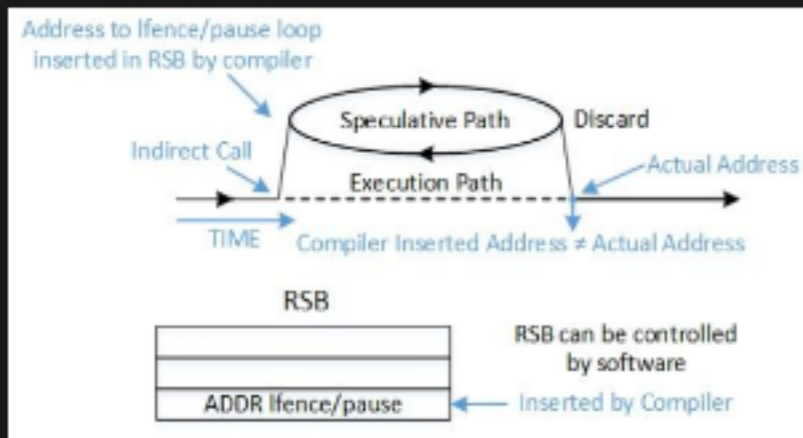 Address to lfence/pause loop
inserted in RSB by compiler
Speculative Path
Discard
Indirect Call
Actual Address
Execution Path
TIME
Compiler Inserted Address ≠ Actual Address
RSB
RSB can be controlled
by software
ADDR lfence/pause
Inserted by Compiler